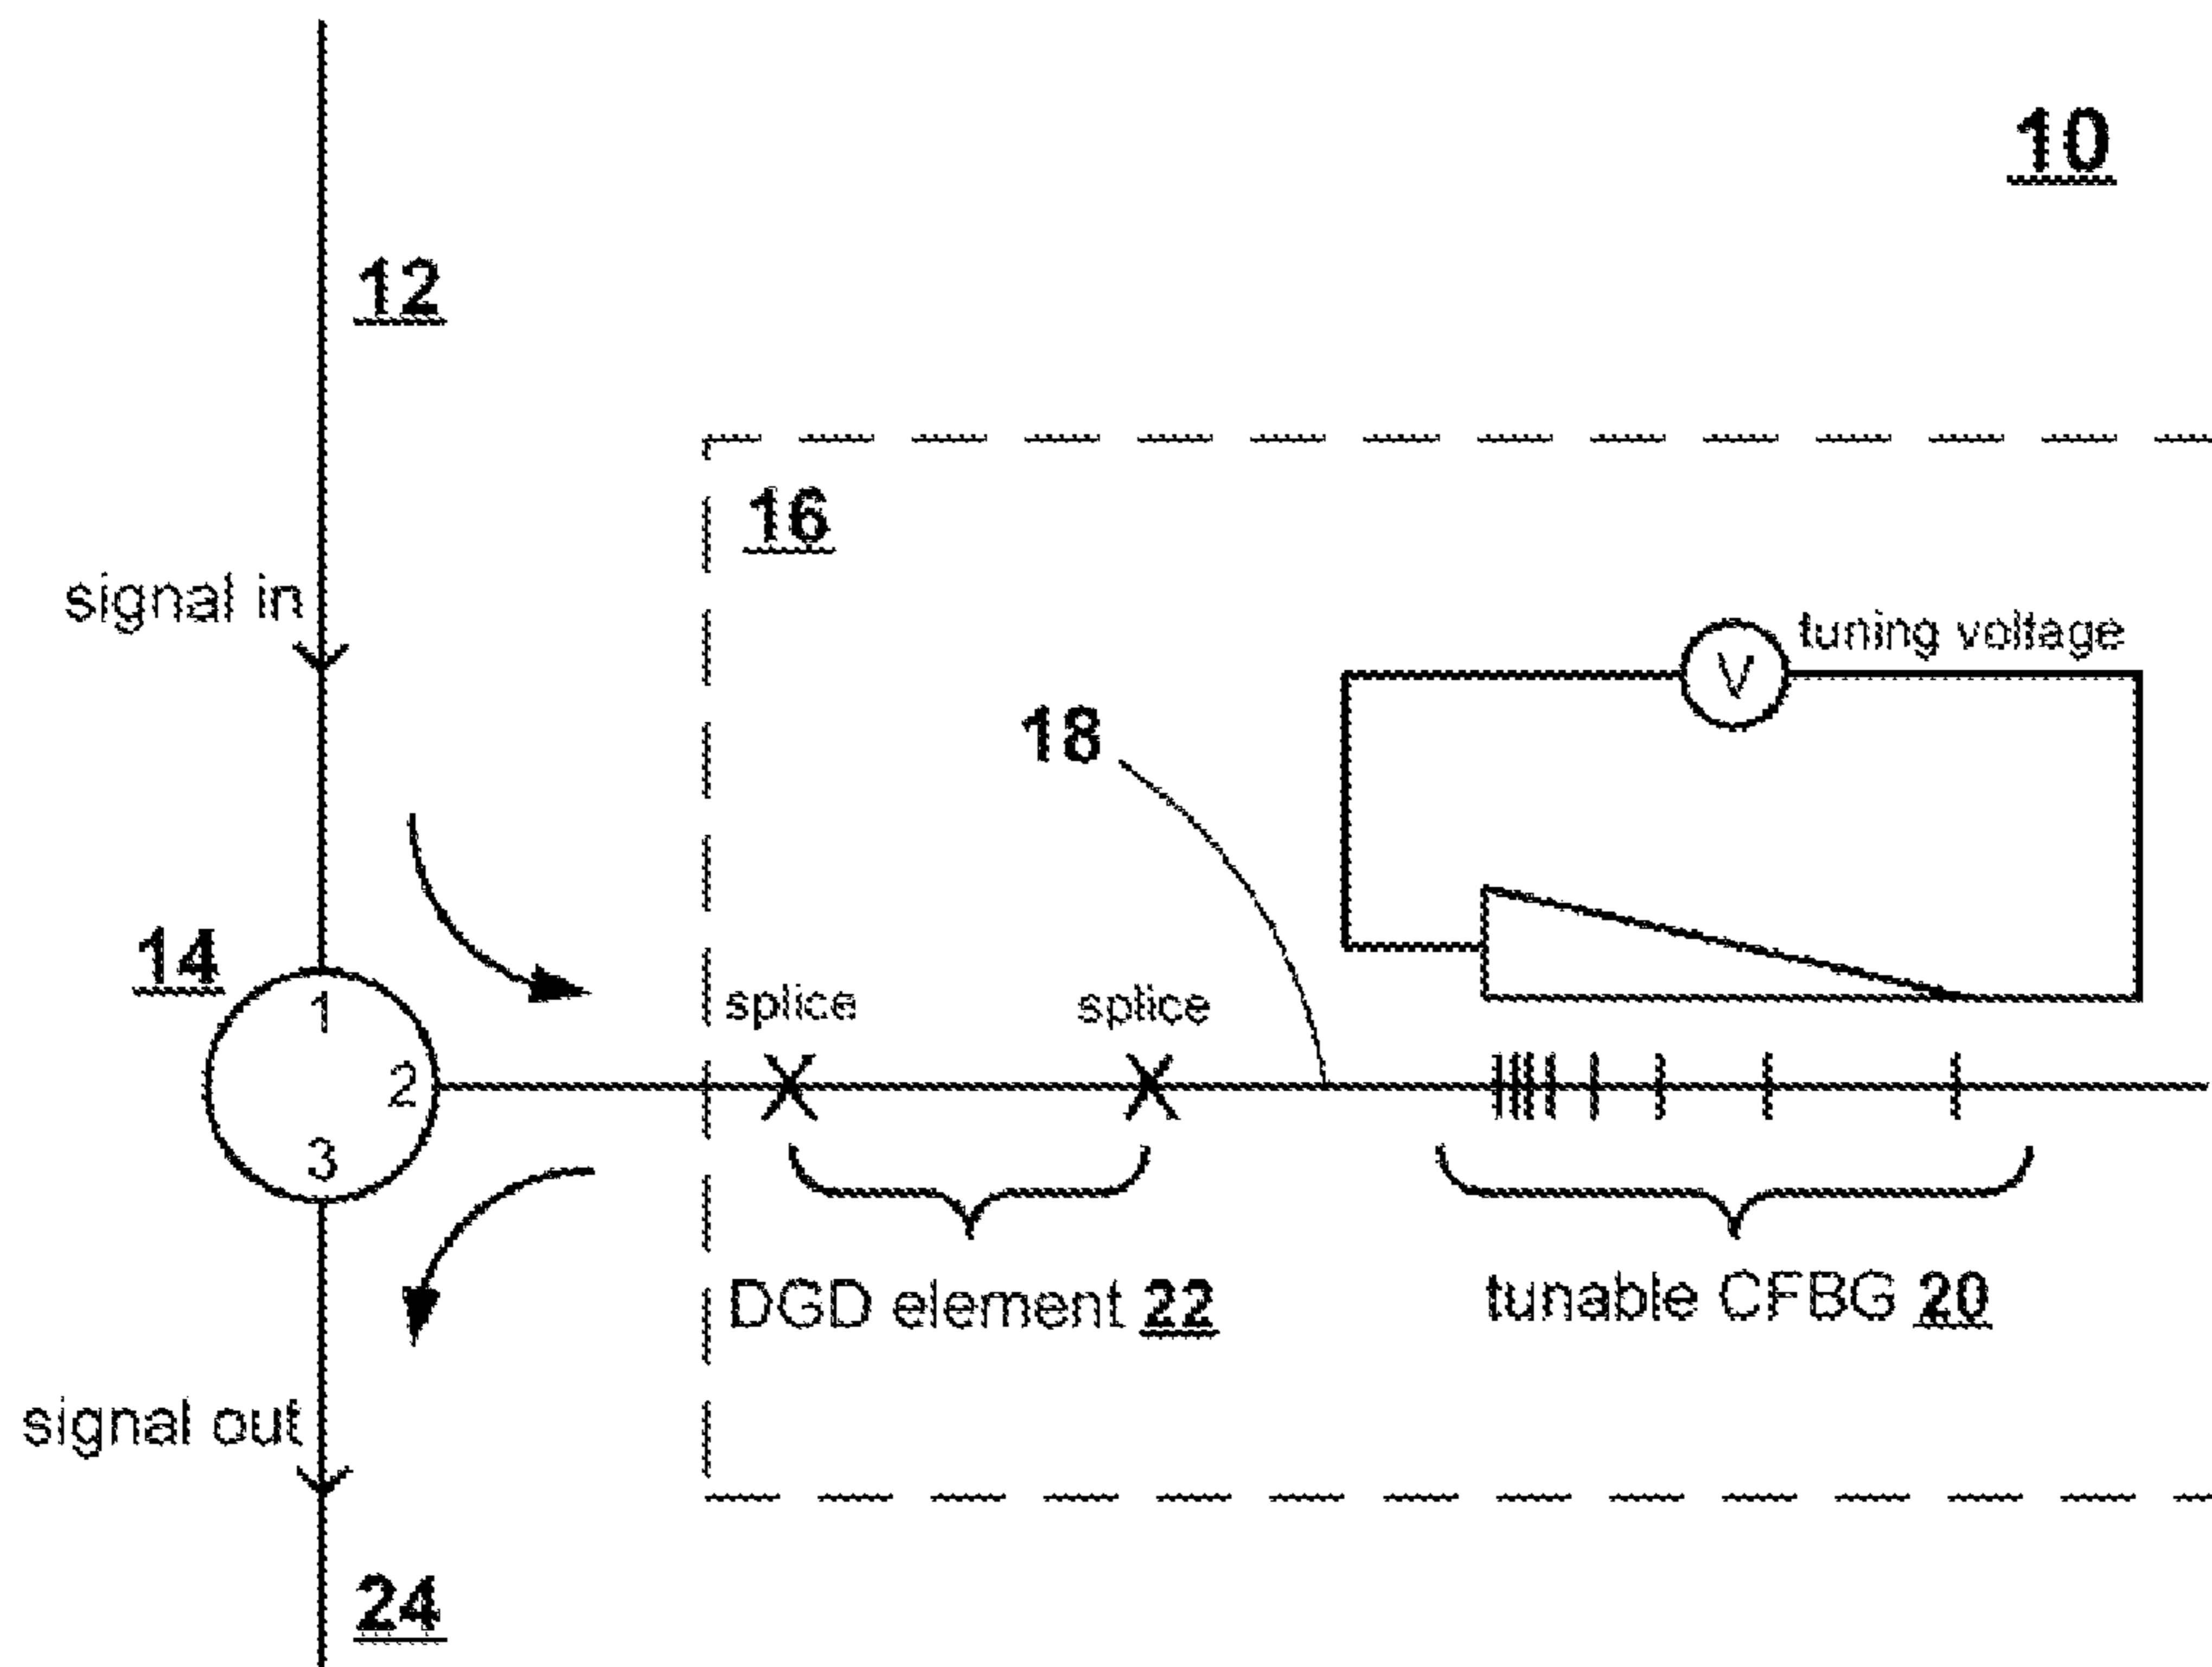 10
12
16
signal in
tuning voltage
V
18
14
1
splice
splice
2
3
DGD element 22
tunable CFBG 20
signal out
24